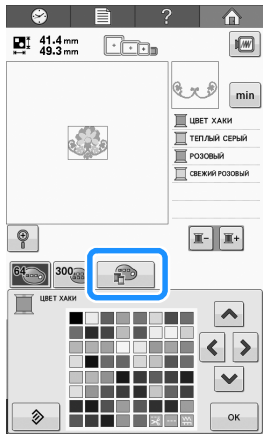 ?
41.4 mm
49.3 mm
min
ЦВЕТ ХАКИ
ТЕПЛЫЙ СЕРЫЙ
РОЗОВЫЙ
СВЕЖИЙ РОЗОВЫЙ
64
300
ЦВЕТ ХАКИ
OK